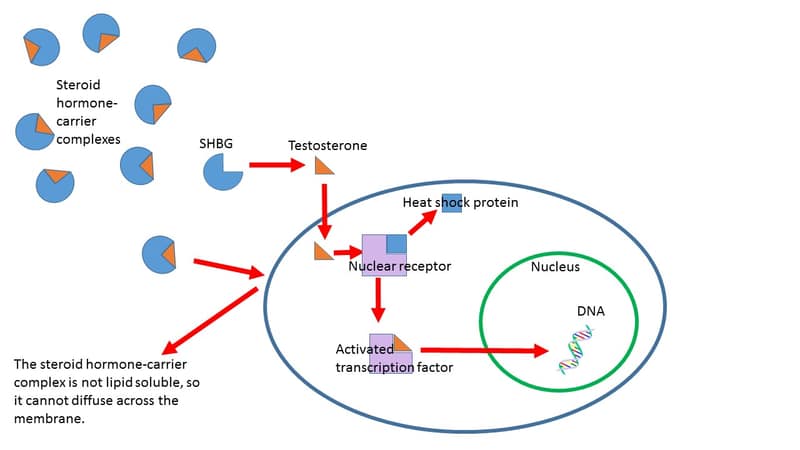 Steroid
hormone-
carrier
complexes
SHBG
Testosterone
Heat shock protein
Nuclear receptor
Nucleus
DNA
Activated
transcription factor
The steroid hormone-carrier
complex is not lipid soluble, so
it cannot diffuse across the
membrane.